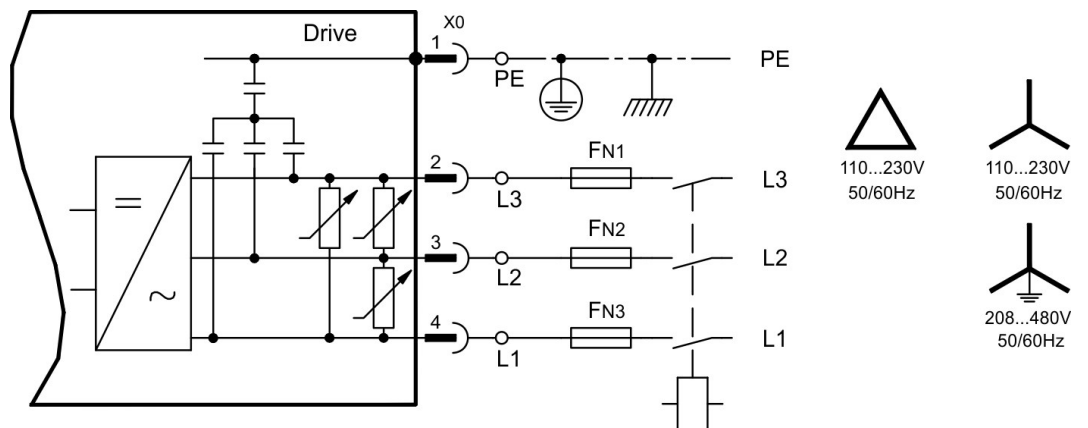 Drive
X0
1
PE
PE
2
L3
FN1
L3
3
L2
FN2
L2
4
L1
FN3
L1
110...230V
50/60Hz
110...230V
50/60Hz
208...480V
50/60Hz